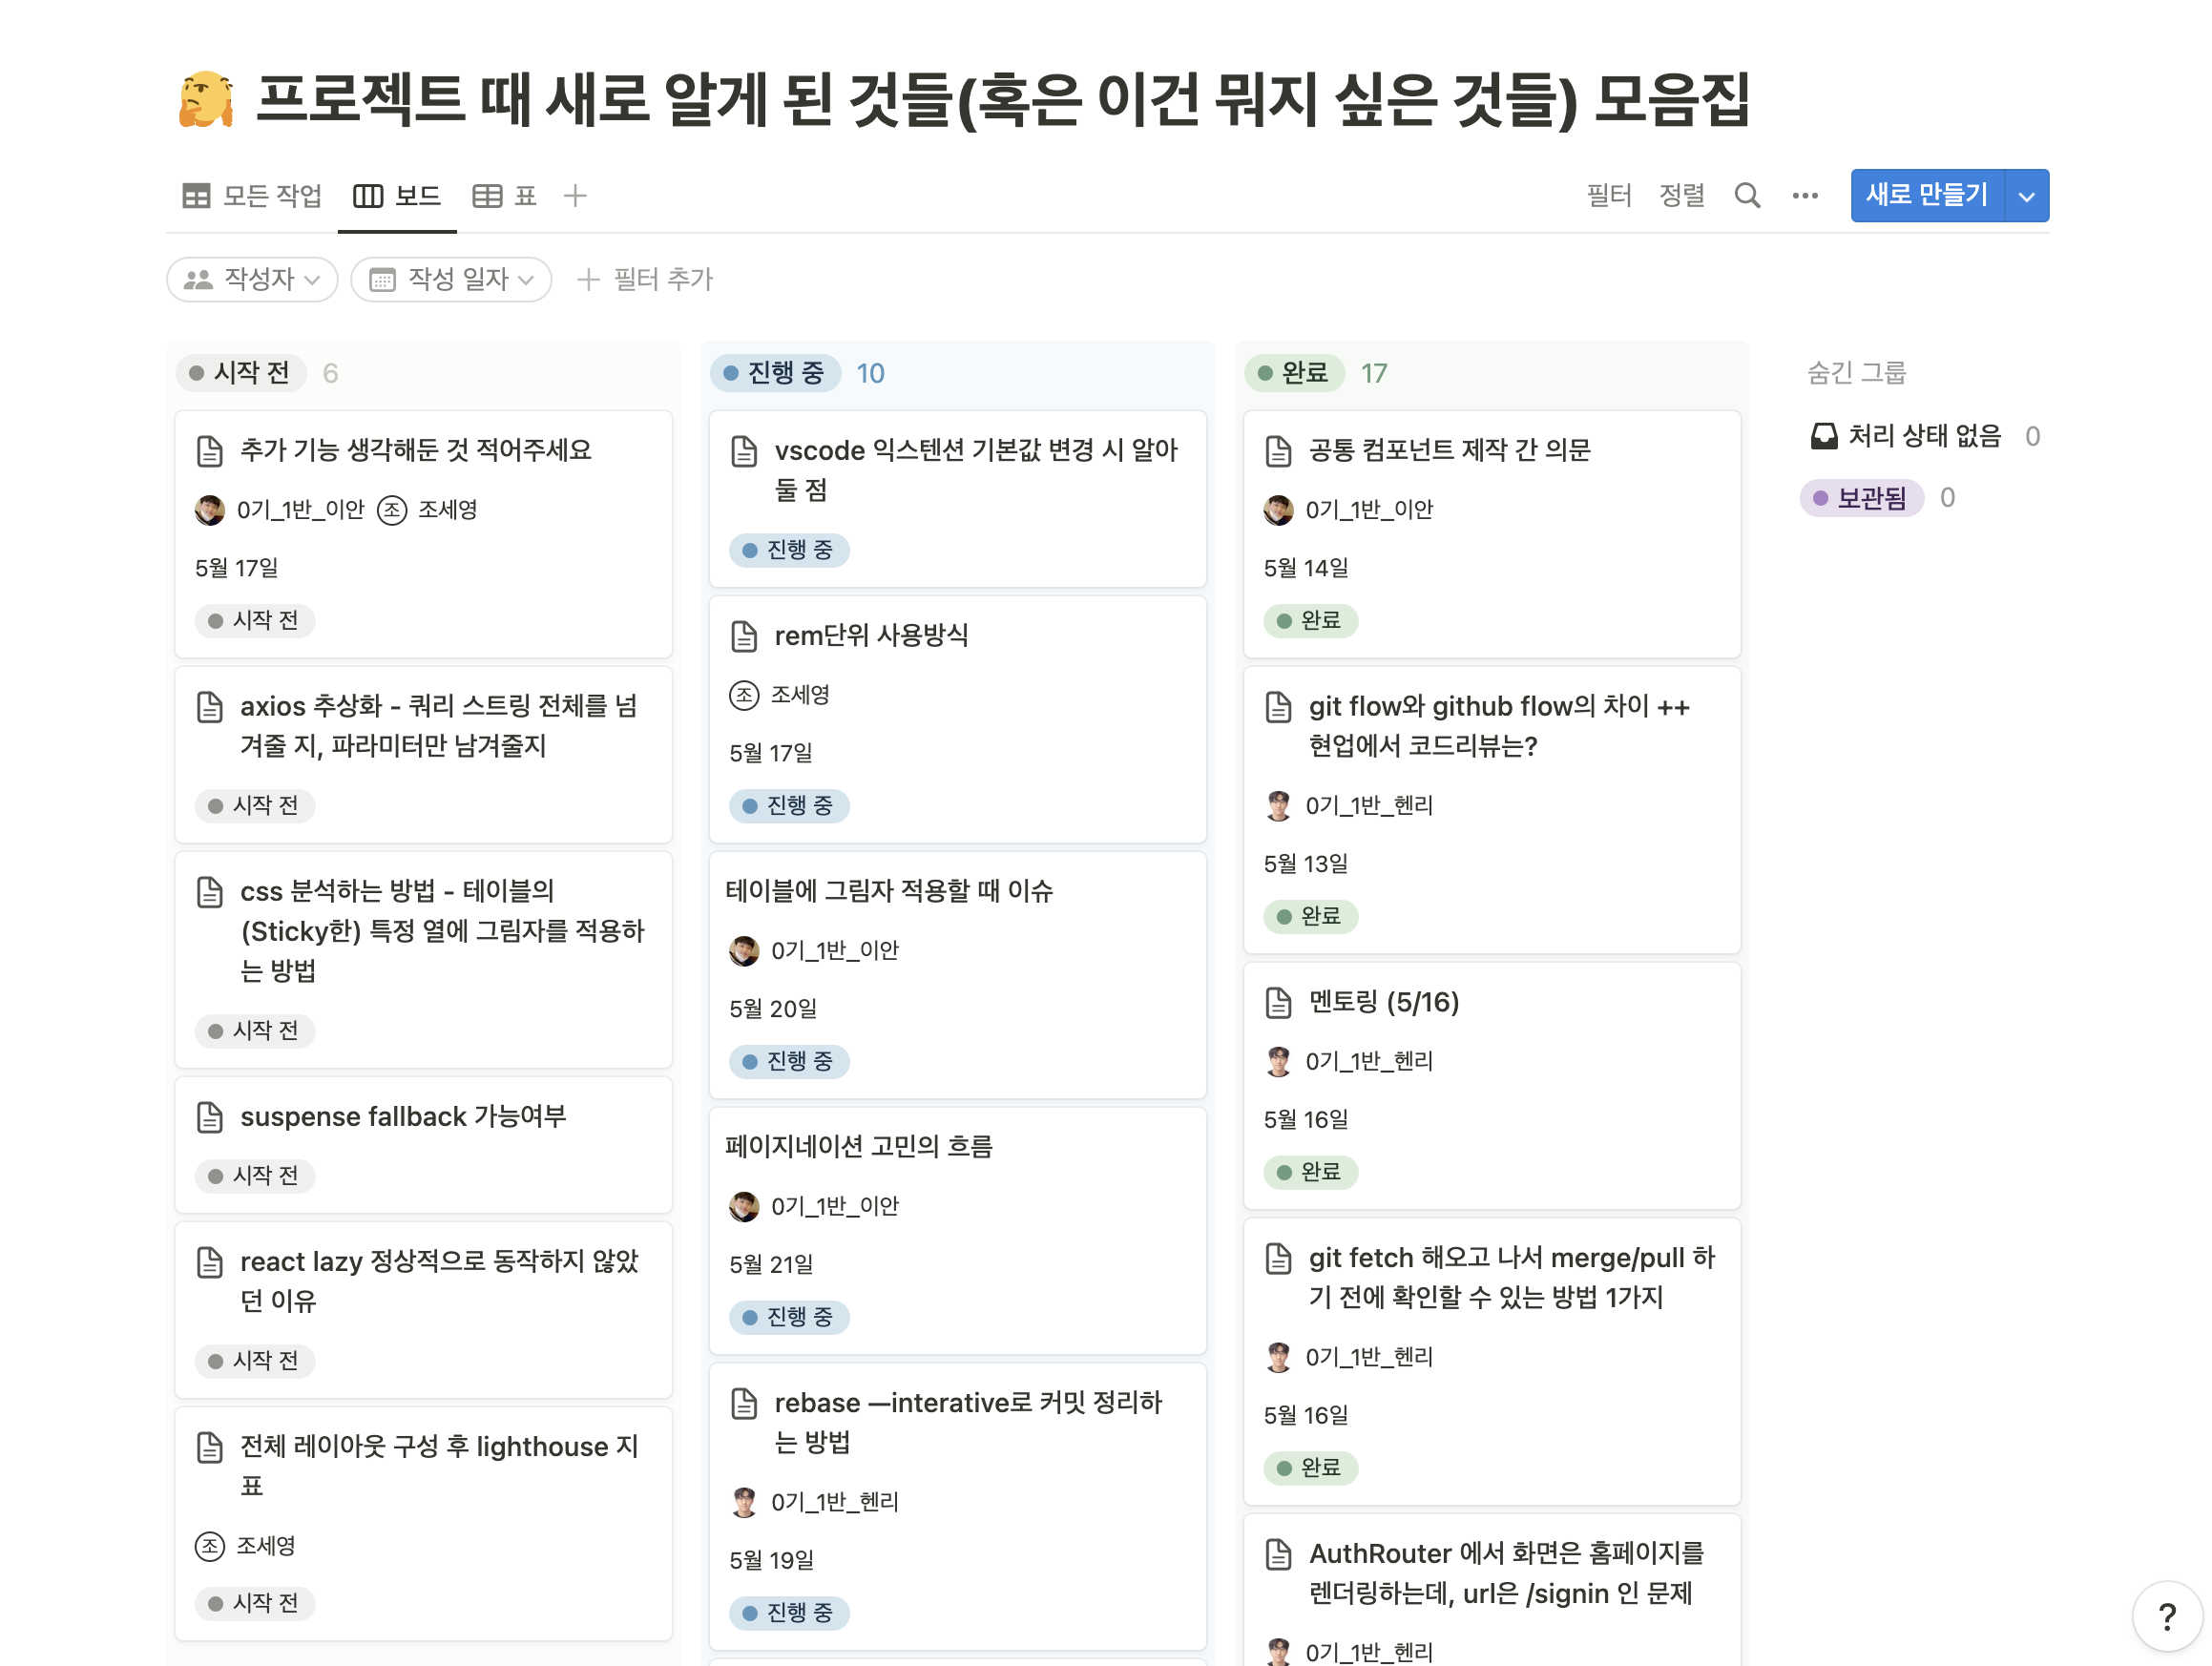 프로젝트 때 새로 알게 된 것들(혹은 이건 뭐지 싶은 것들) 모음집
모든 작업
보드
표
필터
정렬
새로 만들기
작성자
작성 일자
필터 추가
시작 전 6
추가 기능 생각해둔 것 적어주세요
0기_1반_이안 조 조세영
5월 17일
시작 전
axios 추상화 - 쿼리 스트링 전체를 넘
겨줄 지, 파라미터만 남겨줄지
시작 전
css 분석하는 방법 - 테이블의
(Sticky한) 특정 열에 그림자를 적용하
는 방법
시작 전
suspense fallback 가능여부
시작 전
react lazy 정상적으로 동작하지 않았
던 이유
시작 전
전체 레이아웃 구성 후 lighthouse 지
표
조 조세영
시작 전
진행 중 10
vscode 익스텐션 기본값 변경 시 알아
둘 점
진행 중
rem단위 사용방식
조 조세영
5월 17일
진행 중
테이블에 그림자 적용할 때 이슈
0기_1반_이안
5월 20일
진행 중
페이지네이션 고민의 흐름
0기_1반_이안
5월 21일
진행 중
rebase —interative로 커밋 정리하
는 방법
0기_1반_헨리
5월 19일
진행 중
완료 17
공통 컴포넌트 제작 간 의문
0기_1반_이안
5월 14일
완료
git flow와 github flow의 차이 ++
현업에서 코드리뷰는?
0기_1반_헨리
5월 13일
완료
멘토링 (5/16)
0기_1반_헨리
5월 16일
완료
git fetch 해오고 나서 merge/pull 하
기 전에 확인할 수 있는 방법 1가지
0기_1반_헨리
5월 16일
완료
AuthRouter 에서 화면은 홈페이지를
렌더링하는데, url은 /signin 인 문제
0기_1반_헨리
숨긴 그룹
처리 상태 없음 0
보관됨 0
?